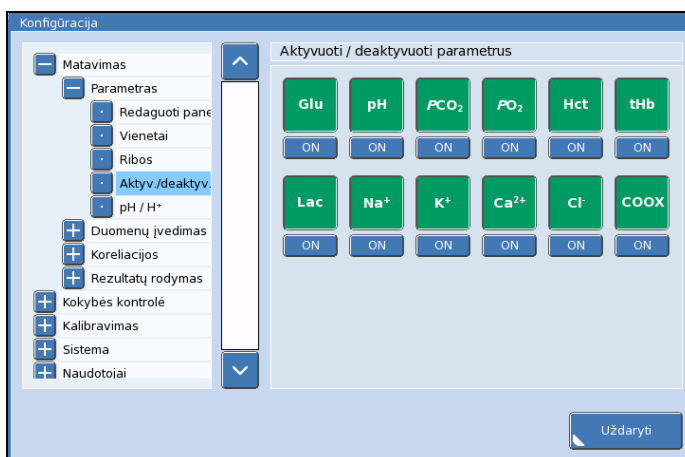 Konfigūracija
Matavimas
Parametras
Redaguoti pane
Vienetai
Ribos
Aktyv./deaktyv.
pH / H⁺
Duomenų įvedimas
Koreliacijos
Rezultatų rodymas
Kokybės kontrolė
Kalibravimas
Sistema
Naudotojai
Aktyvuoti / deaktyvuoti parametrus
Glu pH PCO₂ PO₂ Hct tHb
ON ON ON ON ON ON
Lac Na⁺ K⁺ Ca²⁺ Cl⁻ COOX
ON ON ON ON ON ON
Uždaryti